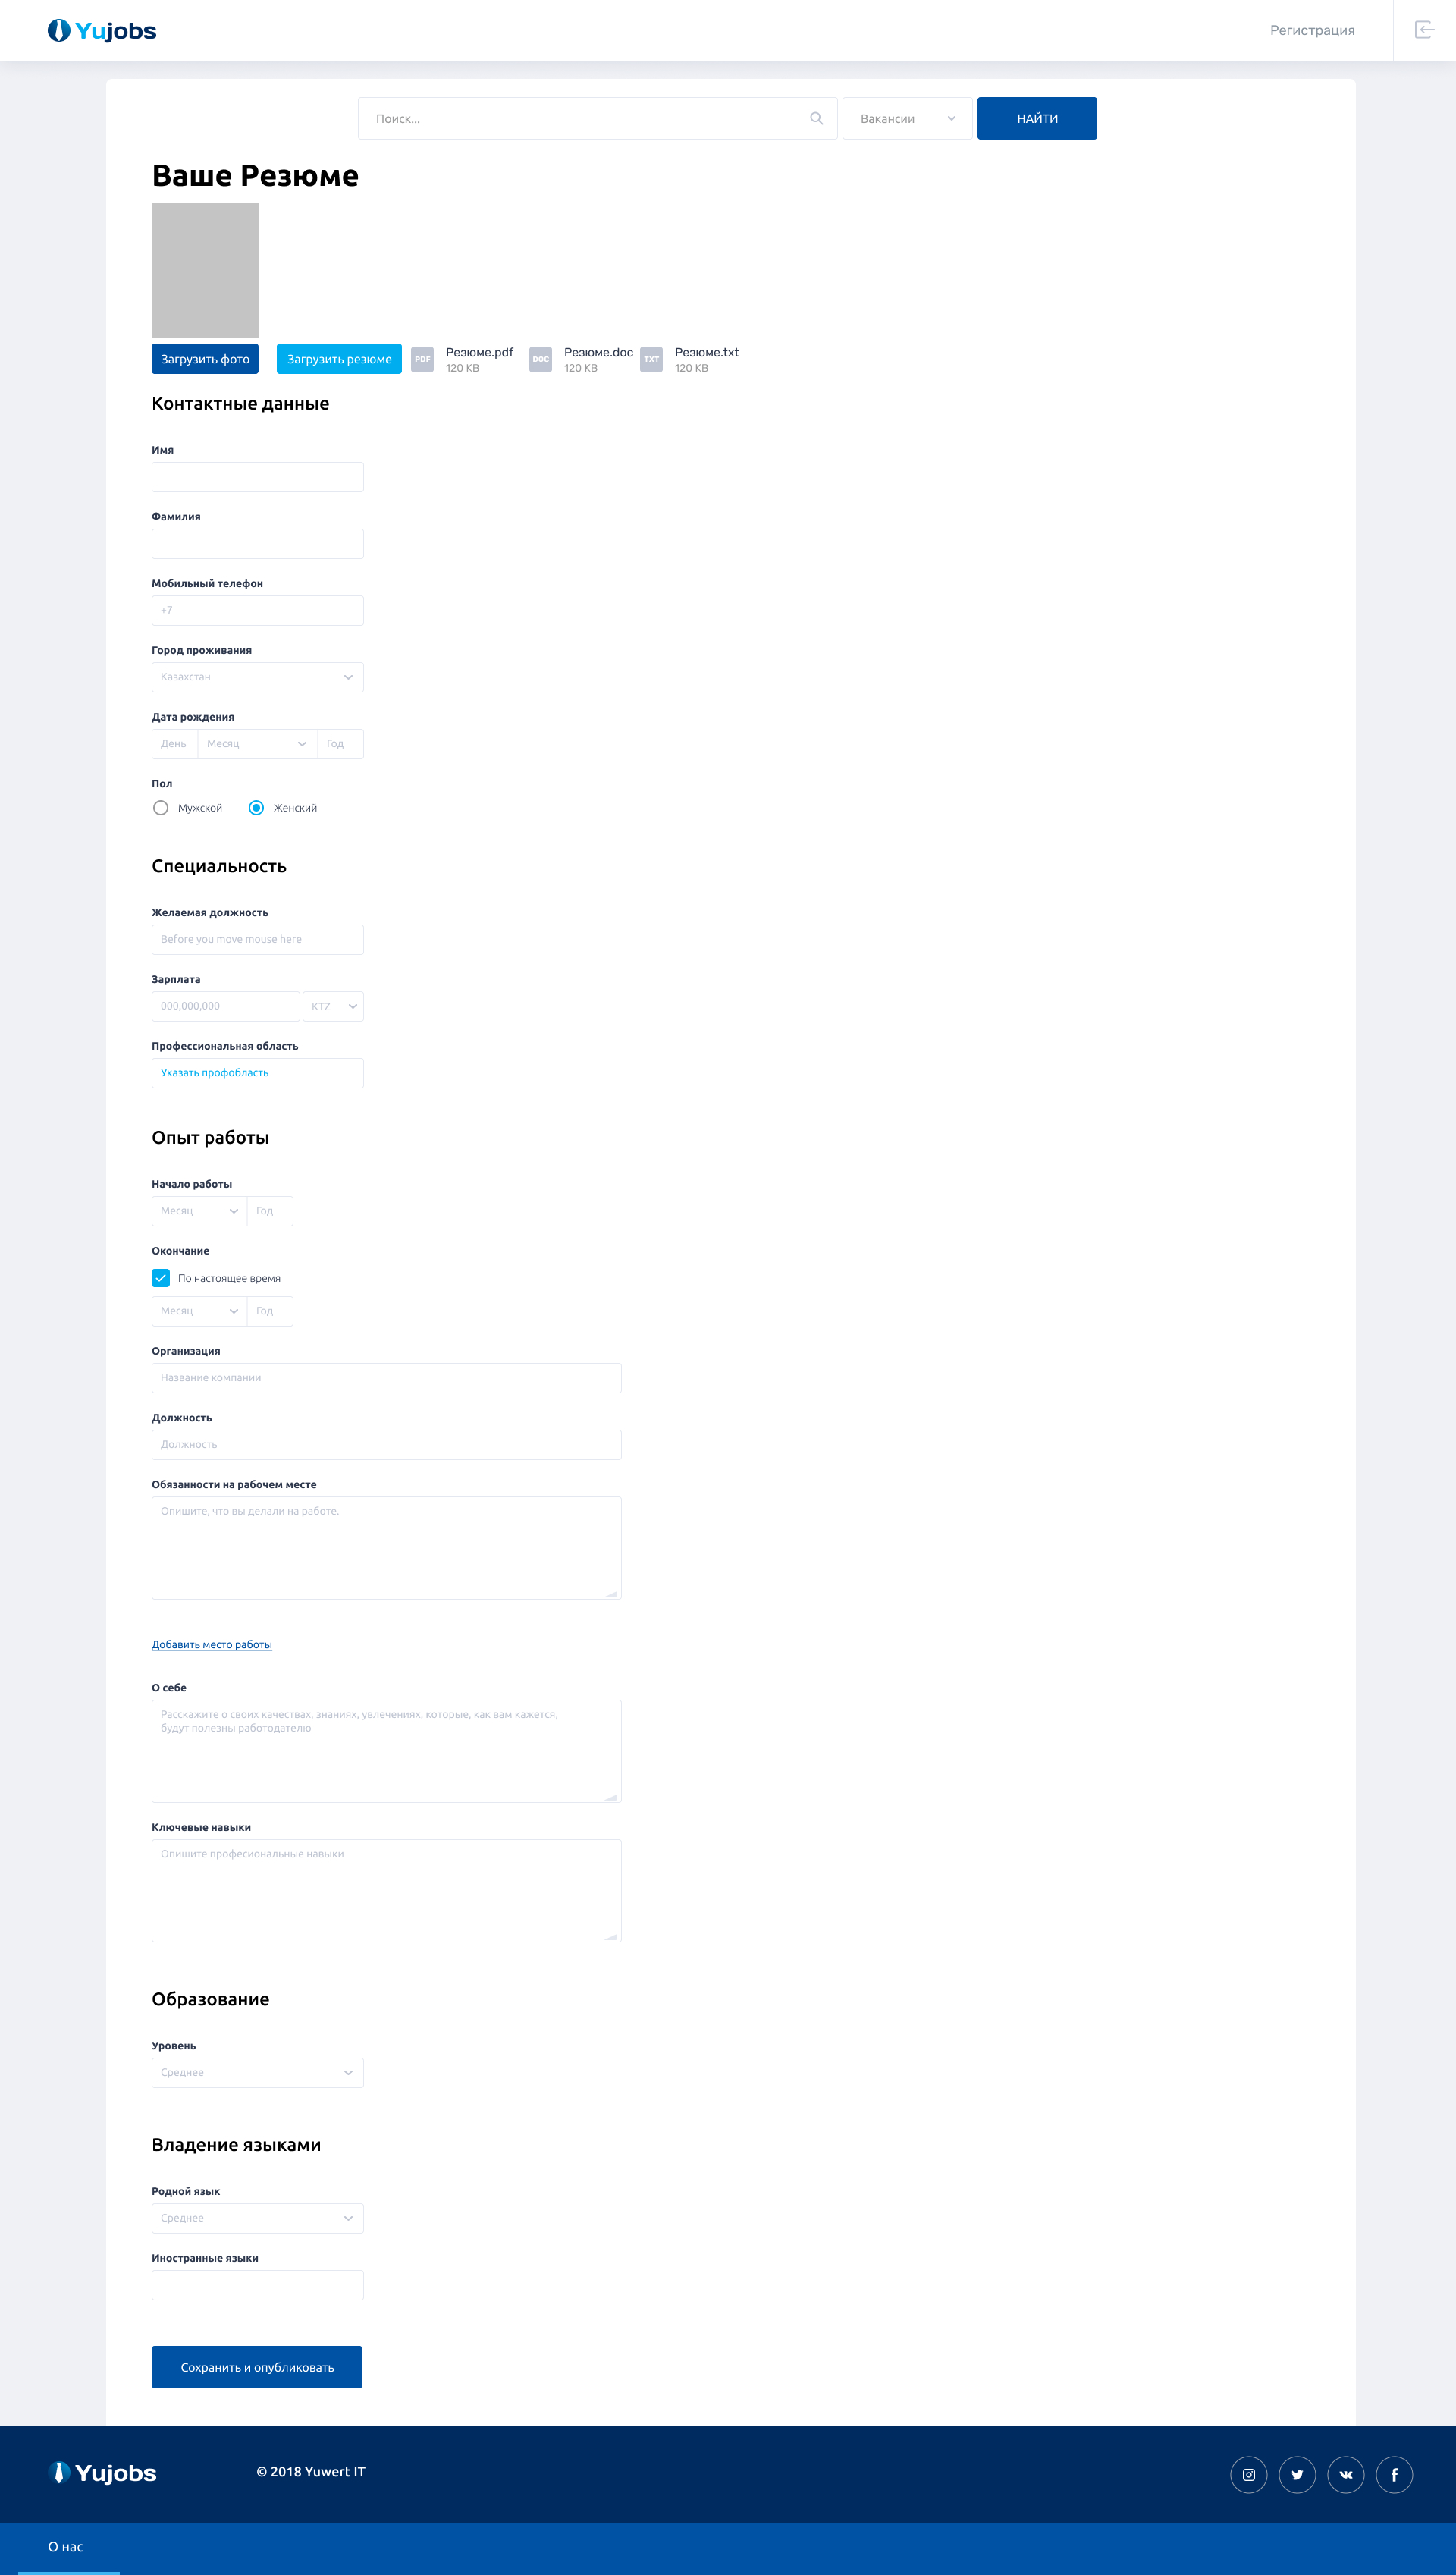 Yujobs
Регистрация
Поиск...
Вакансии
НАЙТИ
Ваше Резюме
Загрузить фото
Загрузить резюме
PDF
Резюме.pdf
120 KB
DOC
Резюме.doc
120 KB
TXT
Резюме.txt
120 KB
Контактные данные
Имя
Фамилия
Мобильный телефон
+7
Город проживания
Казахстан
Дата рождения
День
Месяц
Год
Пол
Мужской
Женский
Специальность
Желаемая должность
Before you move mouse here
Зарплата
000,000,000
KTZ
Профессиональная область
Указать профобласть
Опыт работы
Начало работы
Месяц
Год
Окончание
По настоящее время
Месяц
Год
Организация
Название компании
Должность
Должность
Обязанности на рабочем месте
Опишите, что вы делали на работе.
Добавить место работы
О себе
Расскажите о своих качествах, знаниях, увлечениях, которые, как вам кажется,
будут полезны работодателю
Ключевые навыки
Опишите професиональные навыки
Образование
Уровень
Среднее
Владение языками
Родной язык
Среднее
Иностранные языки
Сохранить и опубликовать
Yujobs
© 2018 Yuwert IT
О нас